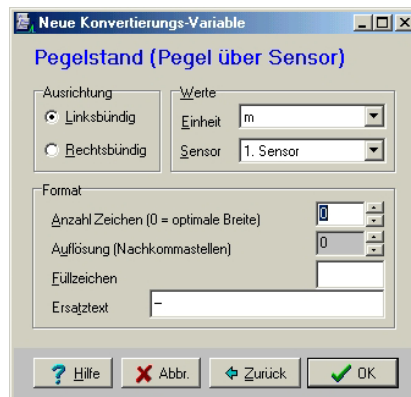 Neue Konvertierungs-Variable
Pegelstand (Pegel über Sensor)
Ausrichtung
Linksbündig
Rechtsbündig
Werte
Einheit m
Sensor 1. Sensor
Format
Anzahl Zeichen (0 = optimale Breite) 0
Auflösung (Nachkommastellen) 0
Füllzeichen
Ersatztext –
Hilfe Abbr. Zurück OK